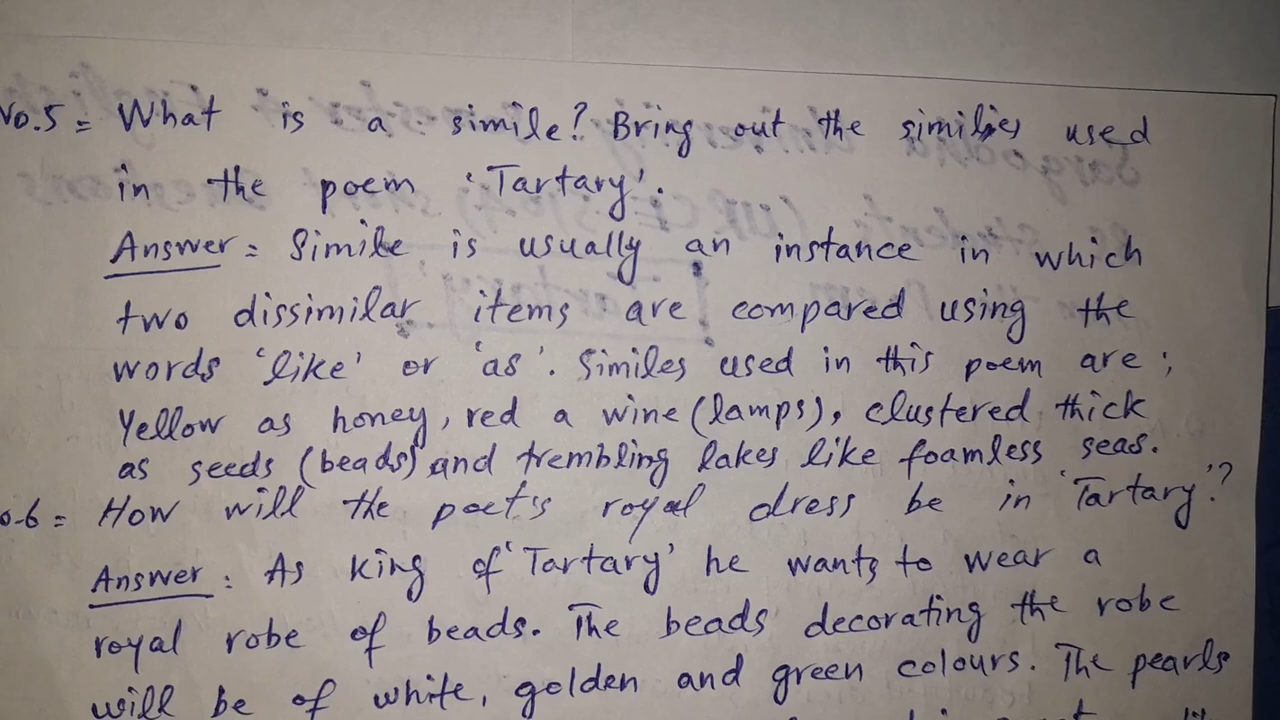 No.5 = What is a simile? Bring out the similies used
in the poem 'Tartary'.
Answer = Simile is usually an instance in which
two dissimilar items are compared using the
words 'like' or 'as'. Similes used in this poem are;
Yellow as honey, red a wine (lamps), clustered thick
as seeds (beads) and trembling lakes like foamless seas.
o-6 = How will the poet's royal dress be in 'Tartary'?
Answer: As king of 'Tartary' he wants to wear a
royal robe of beads. The beads decorating the robe
will be of white, golden and green colours. The pearls